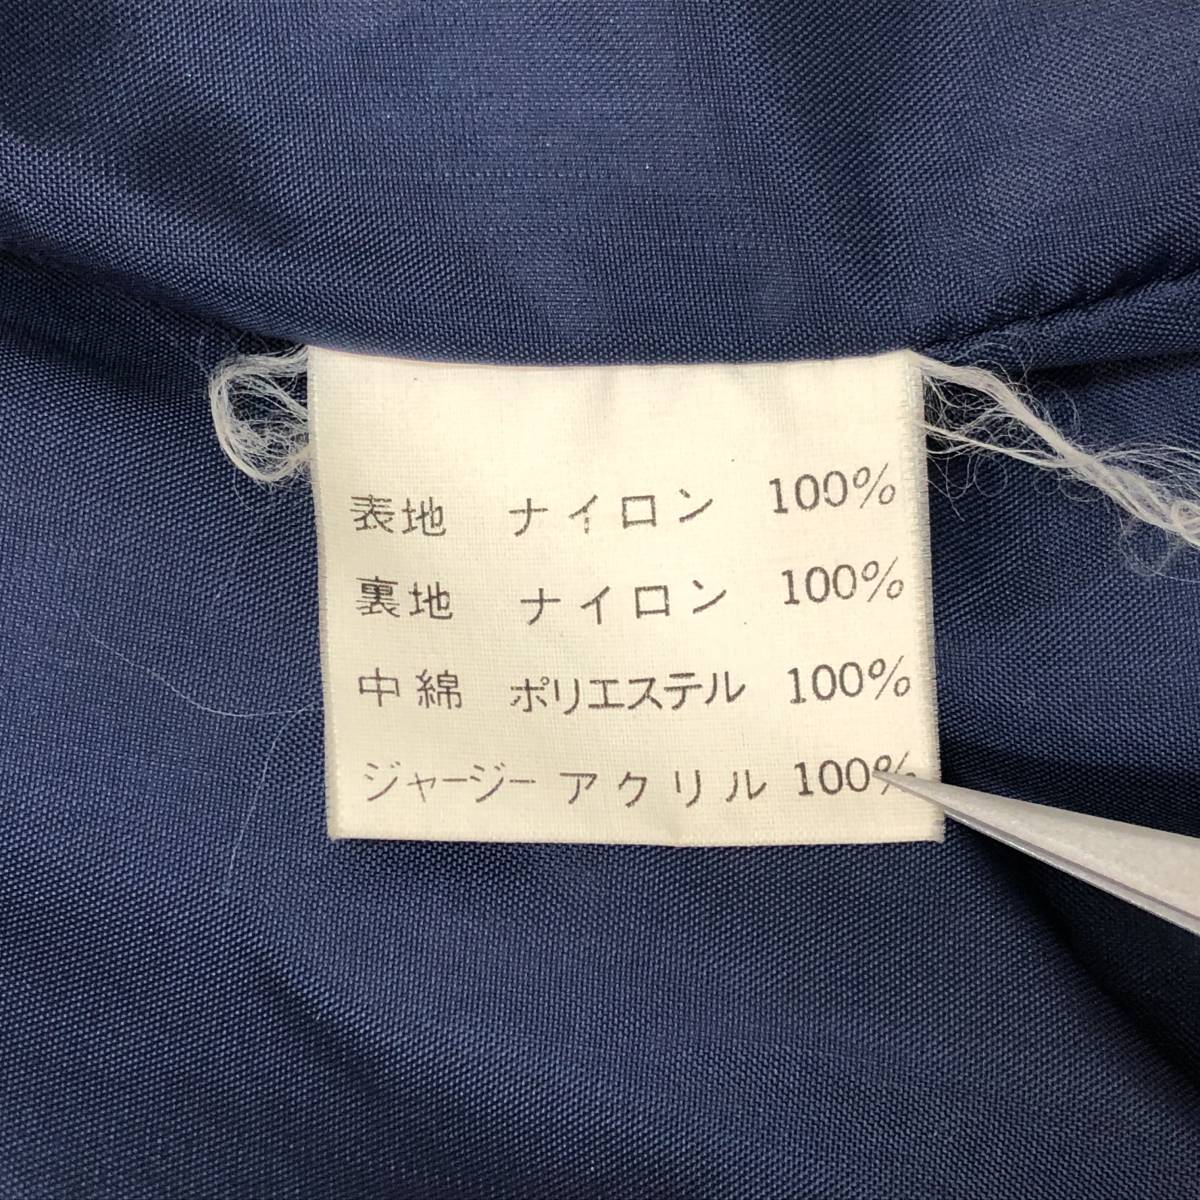 表地 ナイロン 100%
裏地 ナイロン 100%
中綿 ポリエステル 100%
ジャージー アクリル 100%